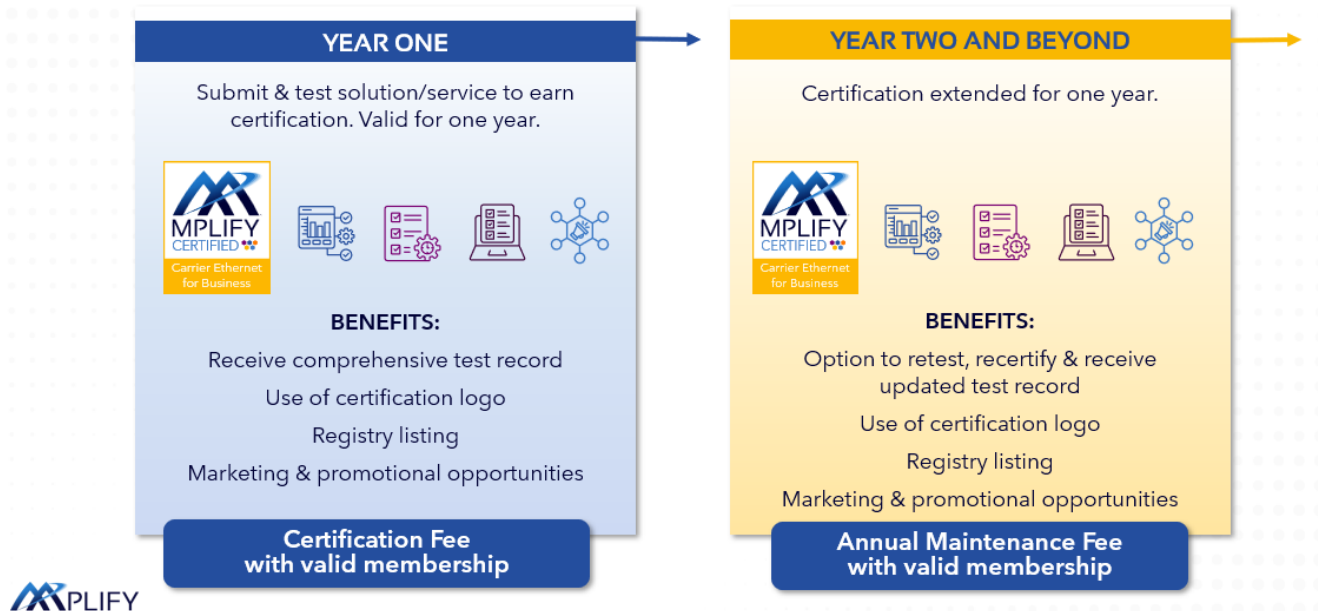 YEAR ONE
Submit & test solution/service to earn
certification. Valid for one year.
MPLIFY
CERTIFIED
Carrier Ethernet
for Business
BENEFITS:
Receive comprehensive test record
Use of certification logo
Registry listing
Marketing & promotional opportunities
Certification Fee
with valid membership
YEAR TWO AND BEYOND
Certification extended for one year.
MPLIFY
CERTIFIED
Carrier Ethernet
for Business
BENEFITS:
Option to retest, recertify & receive
updated test record
Use of certification logo
Registry listing
Marketing & promotional opportunities
Annual Maintenance Fee
with valid membership
MPLIFY